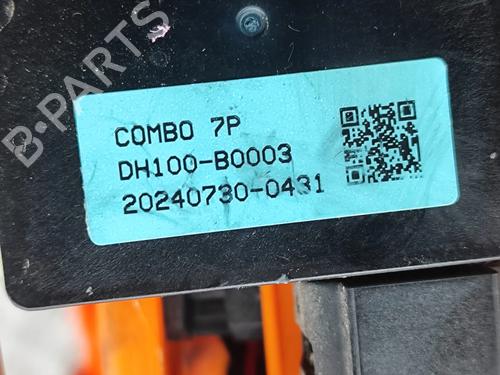 B-PARTS
COMBO 7P
DH100-B0003
20240730-0431